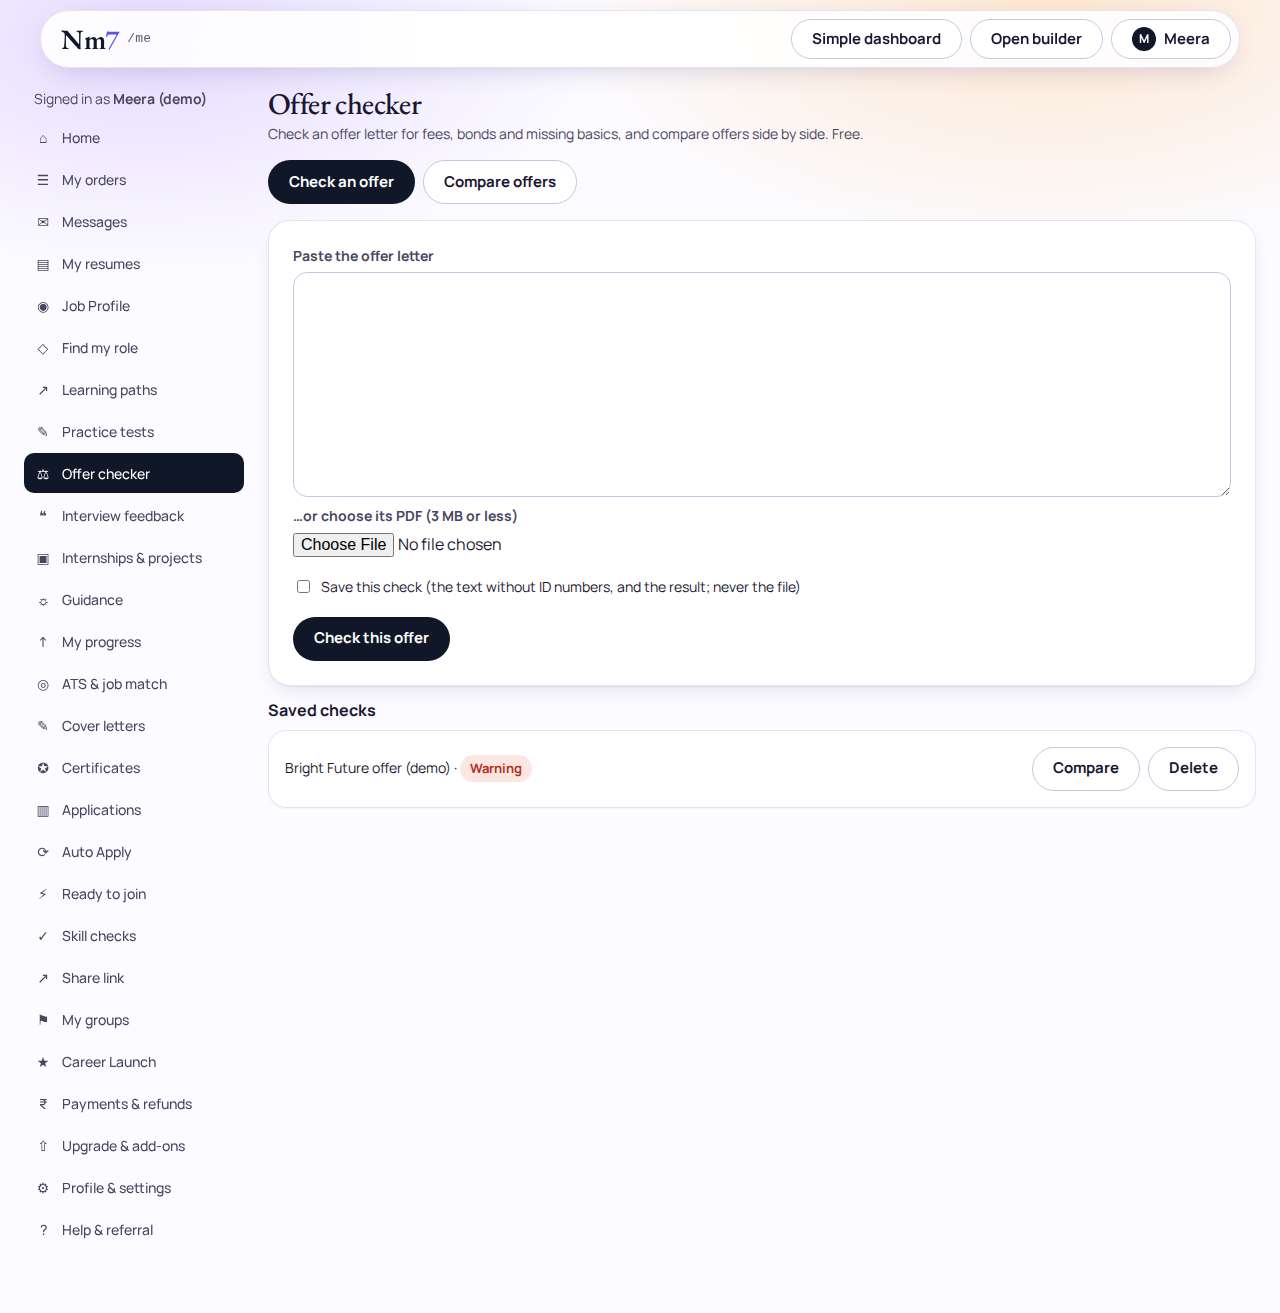 Nm7 /me
Simple dashboard
Open builder
M Meera
Signed in as Meera (demo)
⌂ Home
☰ My orders
✉ Messages
▤ My resumes
◉ Job Profile
◇ Find my role
↗ Learning paths
✎ Practice tests
⚖ Offer checker
❝ Interview feedback
▣ Internships & projects
☼ Guidance
↑ My progress
◎ ATS & job match
✎ Cover letters
✪ Certificates
▥ Applications
⟳ Auto Apply
⚡ Ready to join
✓ Skill checks
↗ Share link
⚑ My groups
★ Career Launch
₹ Payments & refunds
⇧ Upgrade & add-ons
⚙ Profile & settings
? Help & referral
Offer checker
Check an offer letter for fees, bonds and missing basics, and compare offers side by side. Free.
Check an offer
Compare offers
Paste the offer letter
…or choose its PDF (3 MB or less)
Choose File No file chosen
Save this check (the text without ID numbers, and the result; never the file)
Check this offer
Saved checks
Bright Future offer (demo) · Warning
Compare
Delete